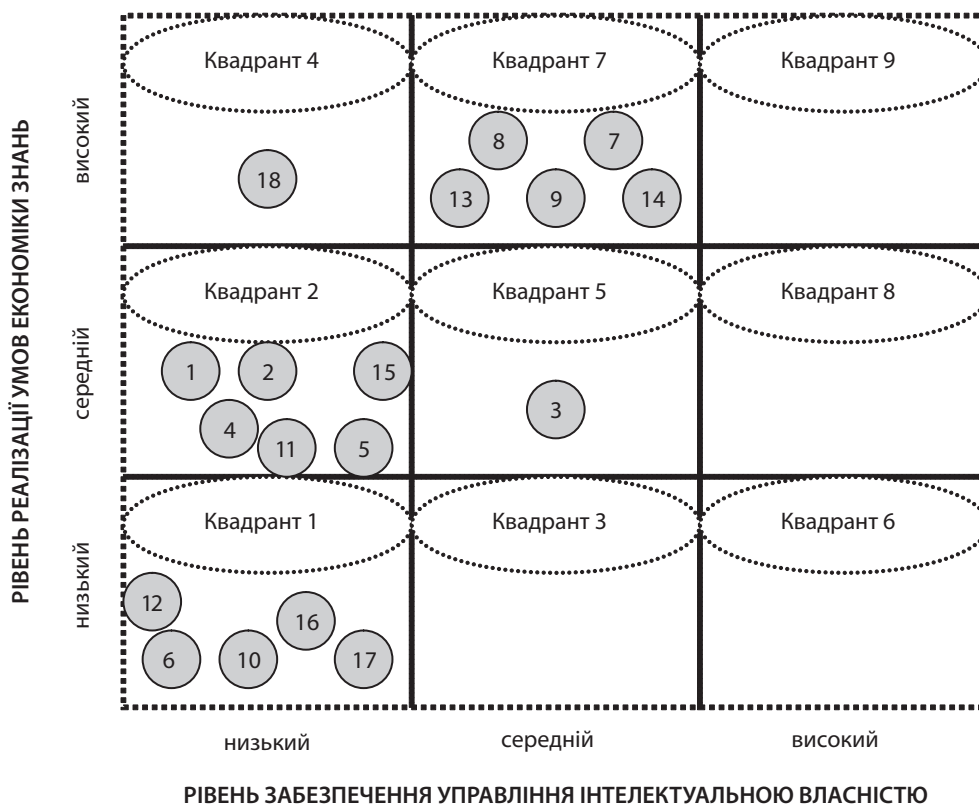 РІВЕНЬ РЕАЛІЗАЦІЇ УМОВ ЕКОНОМІКИ ЗНАНЬ
високий
Квадрант 4
Квадрант 7
Квадрант 9
8
7
18
13
9
14
середній
Квадрант 2
Квадрант 5
Квадрант 8
1
2
15
3
4
11
5
низький
Квадрант 1
Квадрант 3
Квадрант 6
12
16
6
10
17
низький
середній
високий
РІВЕНЬ ЗАБЕЗПЕЧЕННЯ УПРАВЛІННЯ ІНТЕЛЕКТУАЛЬНОЮ ВЛАСНІСТЮ